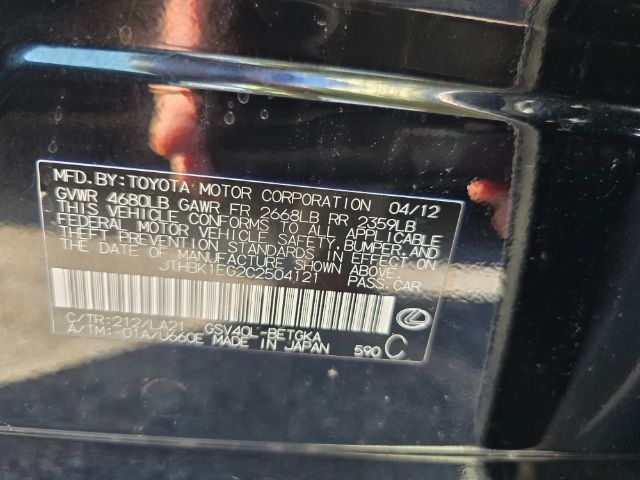 MFD.BY:TOYOTA MOTOR CORPORATION 04/12
GVWR 4680LB GAWR FR 2668LB RR 2359LB
THIS VEHICLE CONFORMS TO ALL APPLICABLE
FEDERAL MOTOR VEHICLE SAFETY, BUMPER, AND
THEFT PREVENTION STANDARDS IN EFFECT ON
THE DATE OF MANUFACTURE SHOWN ABOVE.
JTHBK1EG2C2504121 PASS.CAR
C/TR:212/LA21 GSV40L-BETGKA
A/TM:-01A/U660E MADE IN JAPAN 590 C